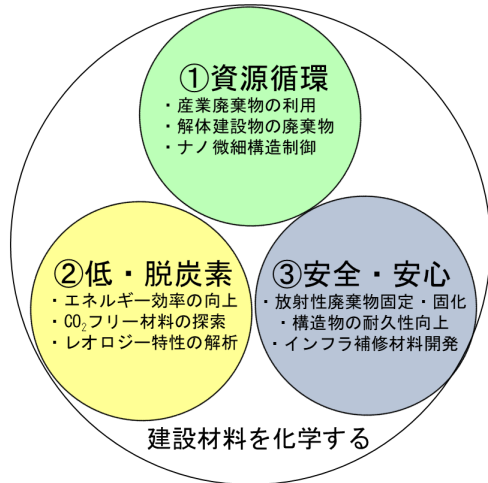 ①資源循環
・産業廃棄物の利用
・解体建設物の廃棄物
・ナノ微細構造制御
②低・脱炭素
・エネルギー効率の向上
・CO₂フリー材料の探索
・レオロジー特性の解析
③安全・安心
・放射性廃棄物固定・固化
・構造物の耐久性向上
・インフラ補修材料開発
建設材料を化学する